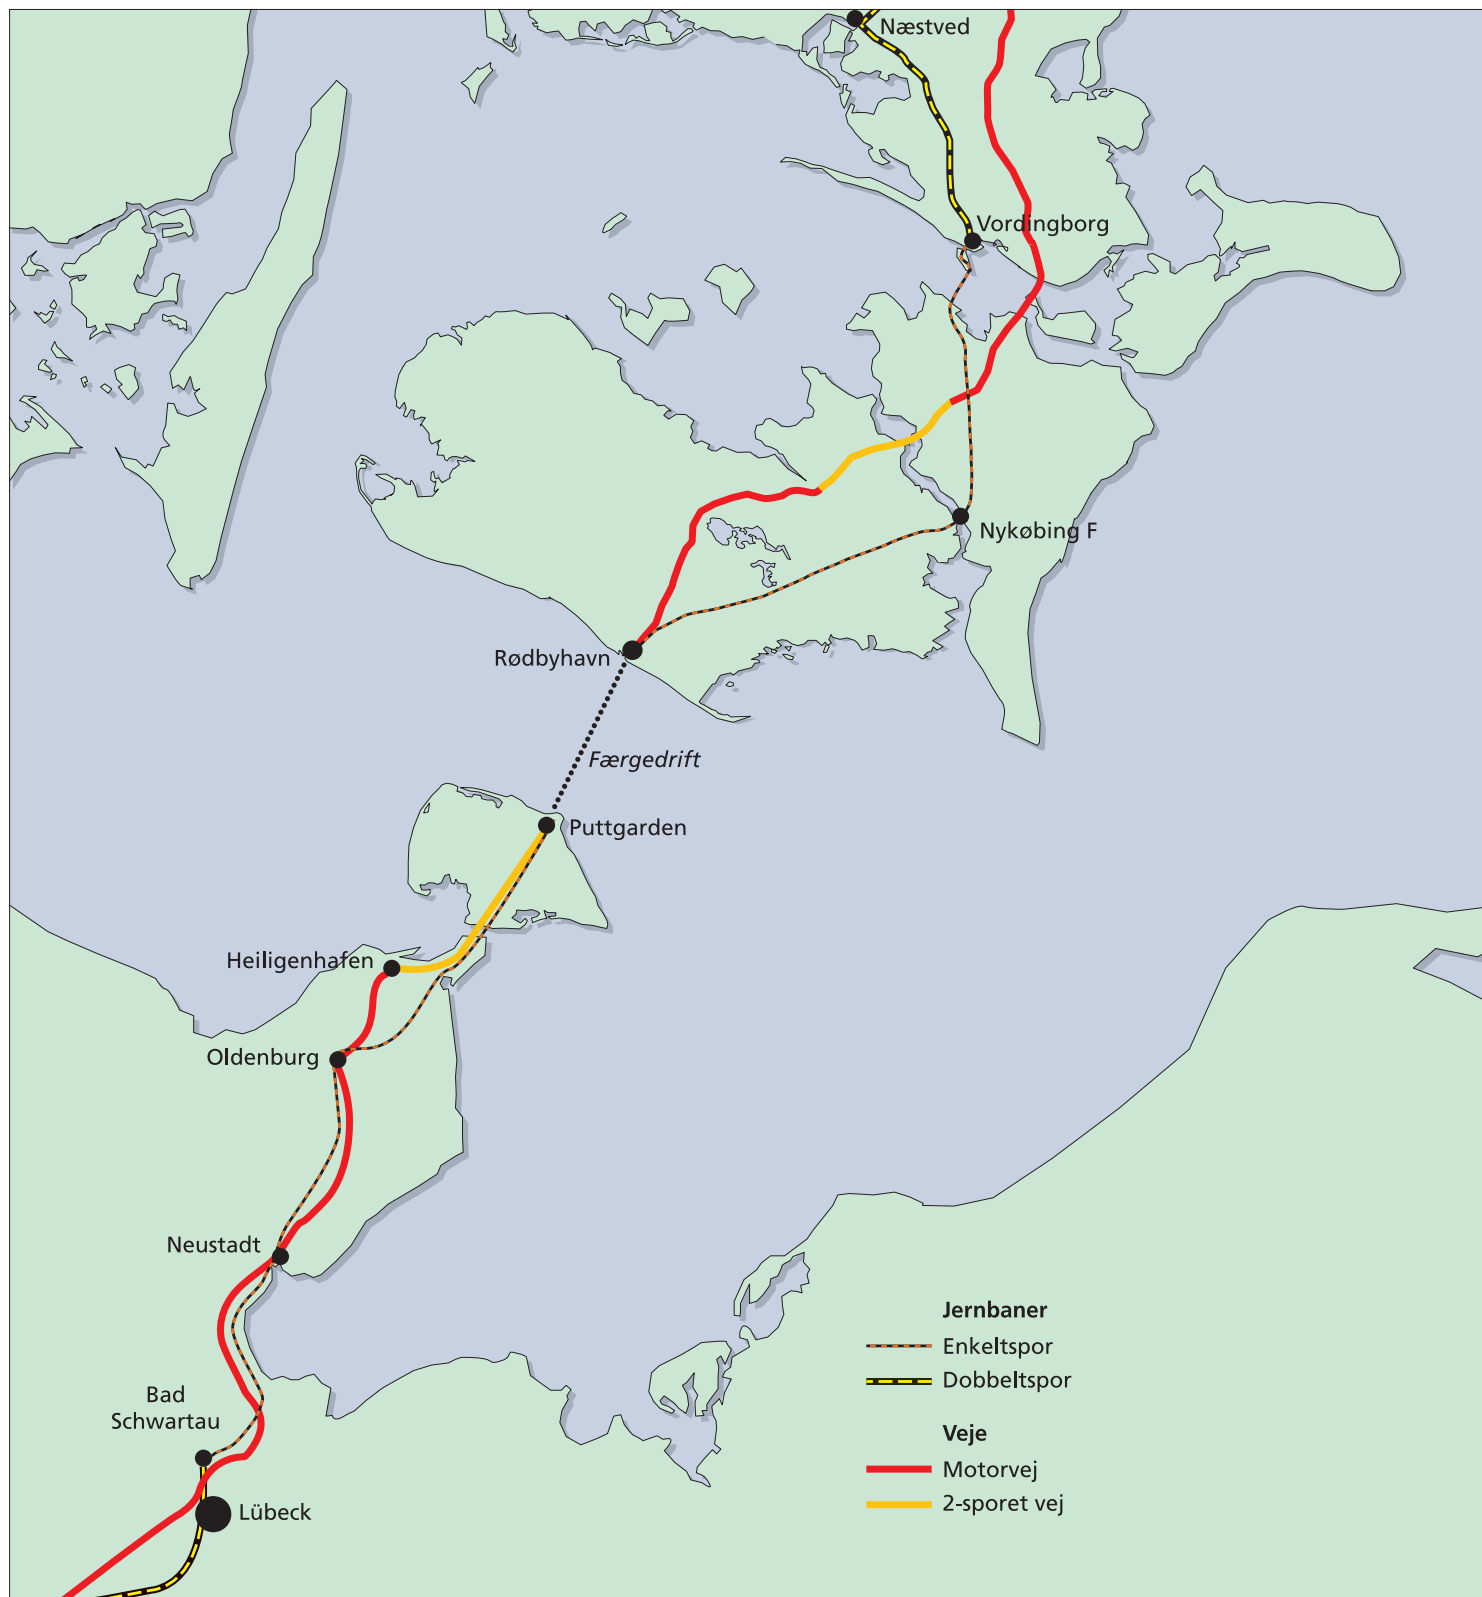 Næstved
Vordingborg
Nykøbing F
Rødbyhavn
Færgedrift
Puttgarden
Heiligenhafen
Oldenburg
Neustadt
Bad
Schwartau
Lübeck
Jernbaner
Enkeltspor
Dobbeltspor
Veje
Motorvej
2-sporet vej